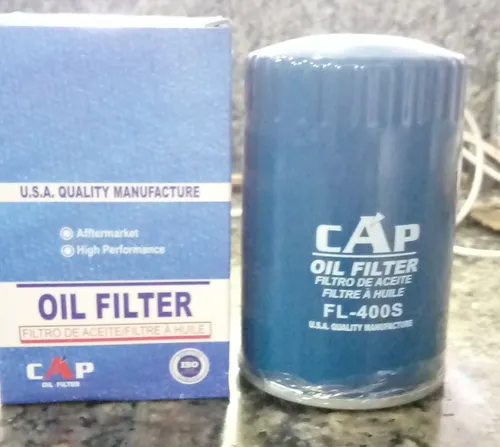 U.S.A. QUALITY MANUFACTURE
Afftermarket
High Performance
OIL FILTER
FILTRO DE ACEITE/FILTRE À HUILE
CAP
OIL FILTER
ISO
CAP
OIL FILTER
FILTRO DE ACEITE
FILTRE À HUILE
FL-400S
U.S.A. QUALITY MANUFACTURE